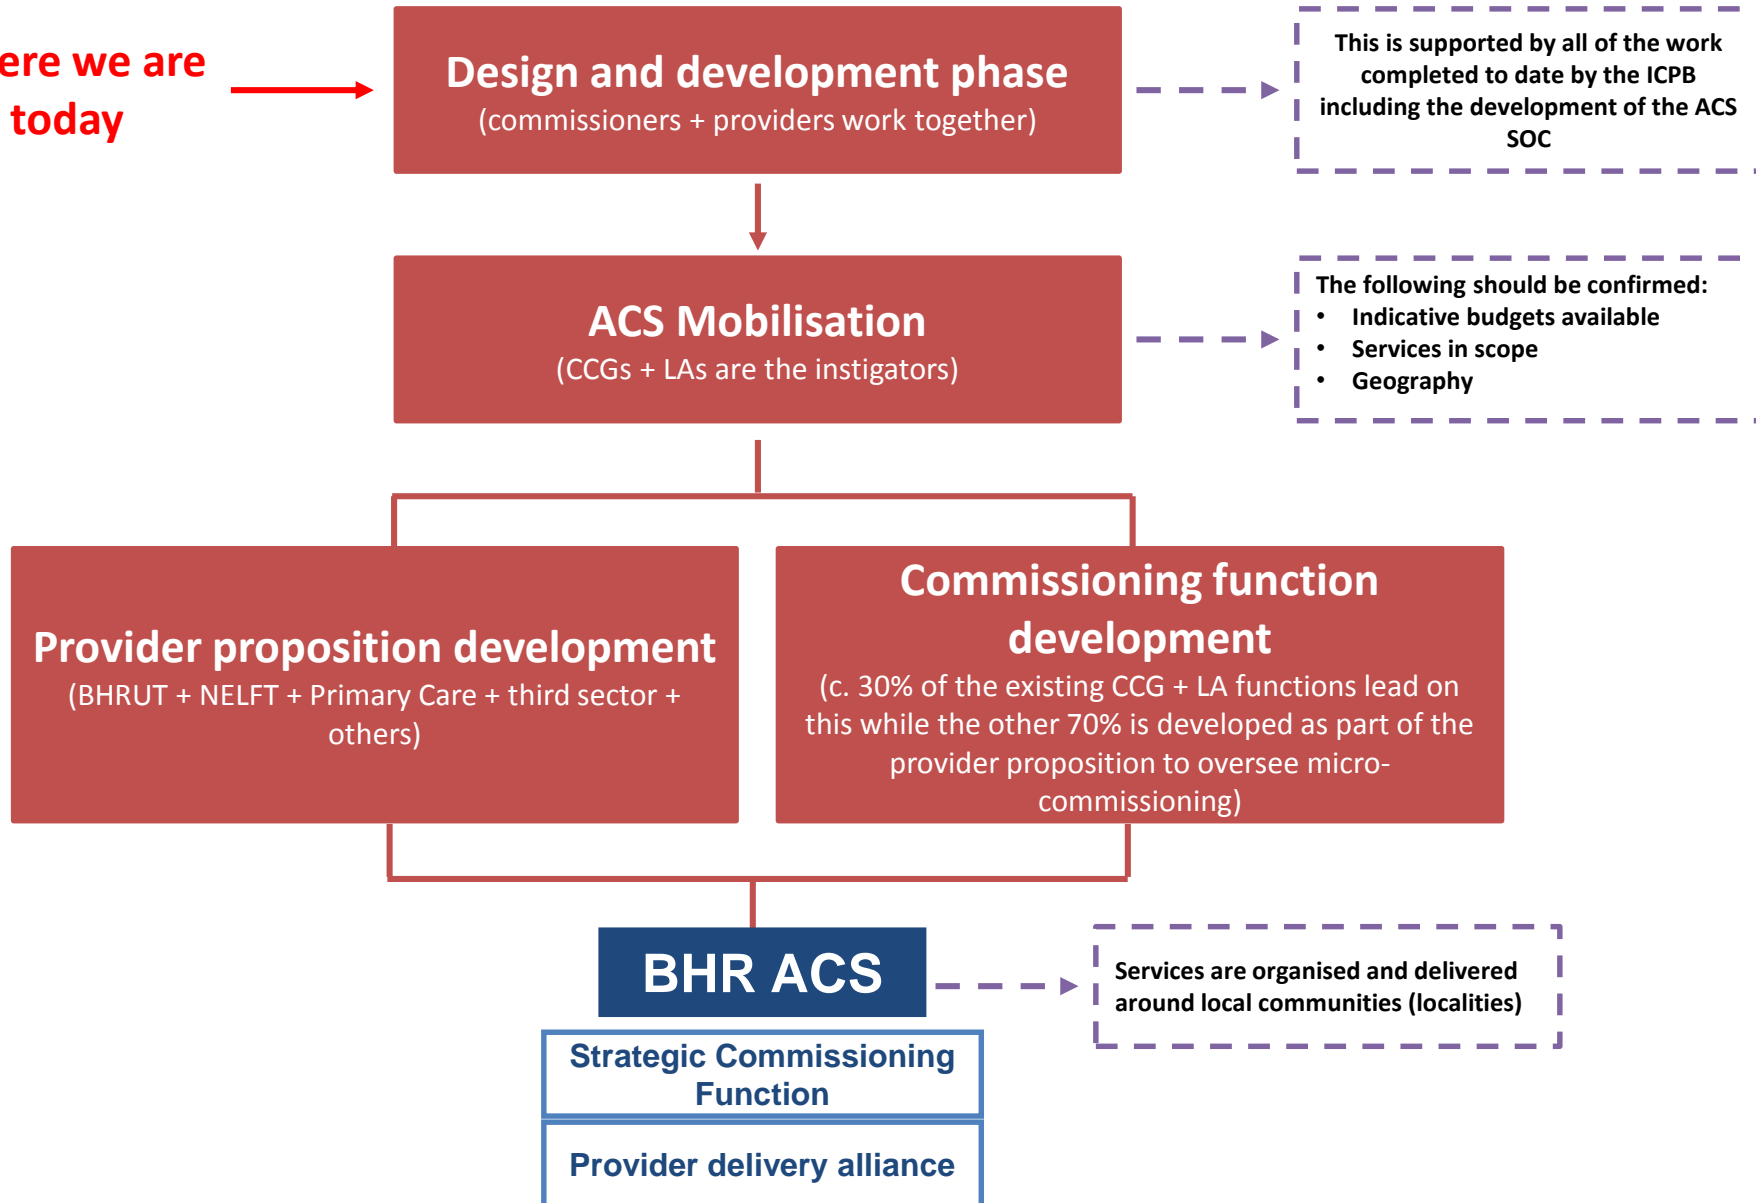 ere we are
today
Design and development phase
(commissioners + providers work together)
This is supported by all of the work
completed to date by the ICPB
including the development of the ACS
SOC
ACS Mobilisation
(CCGs + LAs are the instigators)
The following should be confirmed:
• Indicative budgets available
• Services in scope
• Geography
Provider proposition development
(BHRUT + NELFT + Primary Care + third sector +
others)
Commissioning function
development
(c. 30% of the existing CCG + LA functions lead on
this while the other 70% is developed as part of the
provider proposition to oversee micro-
commissioning)
BHR ACS
Services are organised and delivered
around local communities (localities)
Strategic Commissioning
Function
Provider delivery alliance